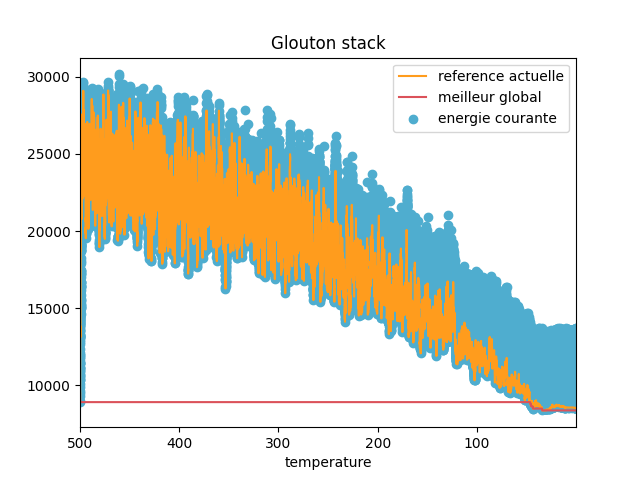 Glouton stack
reference actuelle
meilleur global
energie courante
30000
25000
20000
15000
10000
500 400 300 200 100
temperature